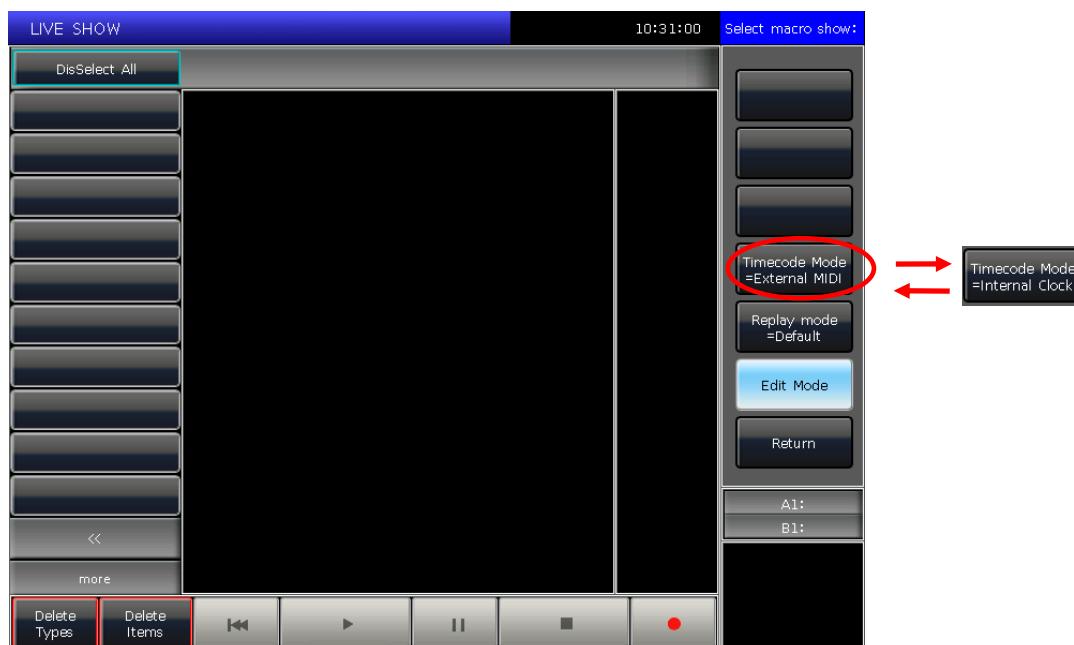 LIVE SHOW
10:31:00
Select macro show:
DisSelect All
Timecode Mode
=External MIDI
Timecode Mode
=Internal Clock
Replay mode
=Default
Edit Mode
Return
A1:
B1:
<<
more
Delete
Types
Delete
Items